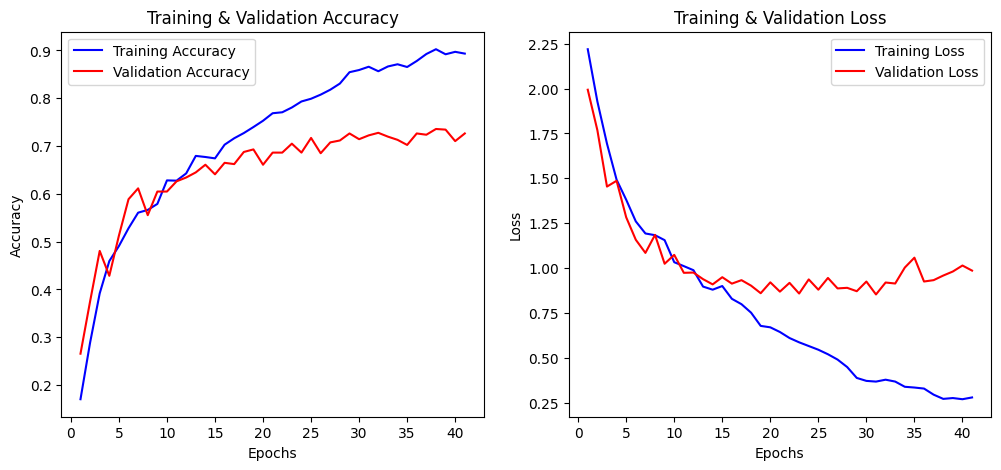 Training & Validation Accuracy
Training Accuracy
Validation Accuracy
Accuracy
0.9
0.8
0.7
0.6
0.5
0.4
0.3
0.2
0 5 10 15 20 25 30 35 40
Epochs
Training & Validation Loss
Training Loss
Validation Loss
Loss
2.25
2.00
1.75
1.50
1.25
1.00
0.75
0.50
0.25
0 5 10 15 20 25 30 35 40
Epochs